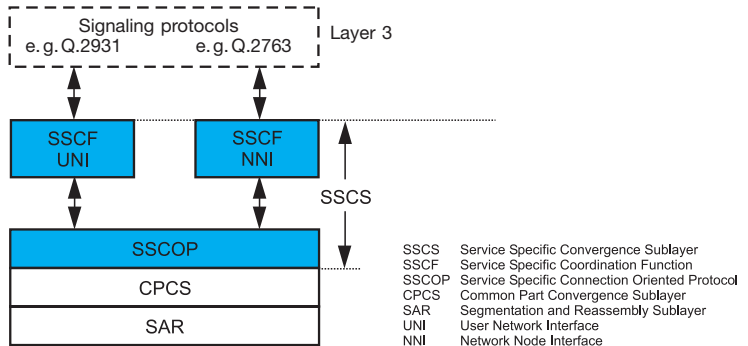 Signaling protocols
e.g. Q.2931 e.g. Q.2763
Layer 3
SSCF
UNI
SSCF
NNI
SSCS
SSCOP
CPCS
SAR
SSCS Service Specific Convergence Sublayer
SSCF Service Specific Coordination Function
SSCOP Service Specific Connection Oriented Protocol
CPCS Common Part Convergence Sublayer
SAR Segmentation and Reassembly Sublayer
UNI User Network Interface
NNI Network Node Interface